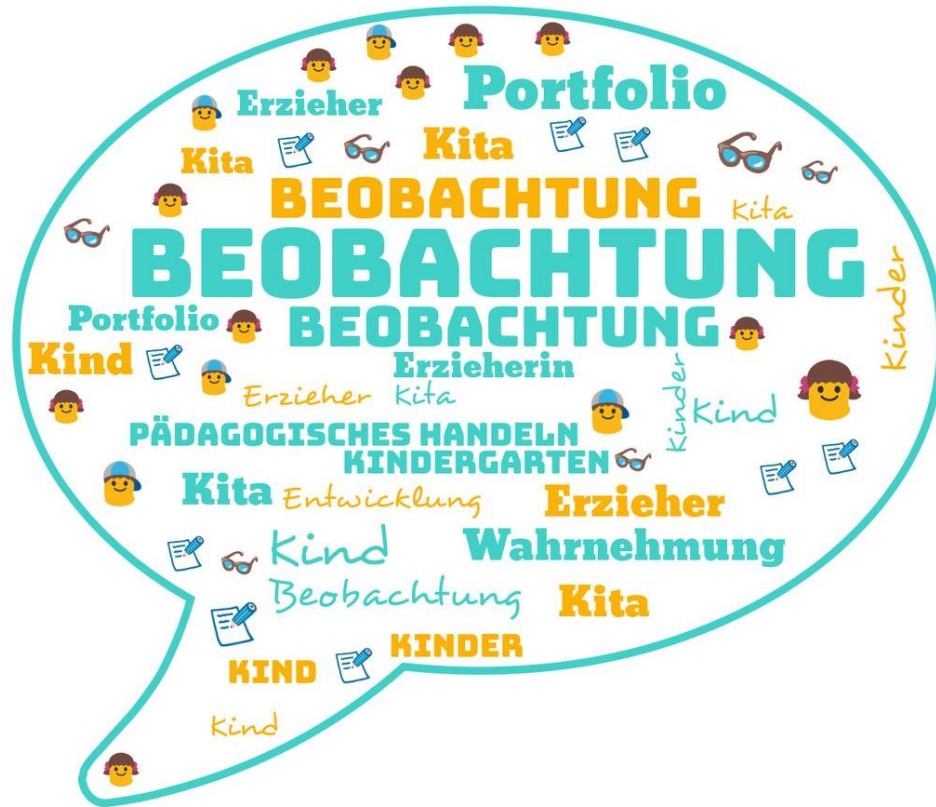 Portfolio
Erzieher
Kita
Kita
BEOBACHTUNG
Kita
BEOBACHTUNG
Kinder
Portfolio
BEOBACHTUNG
Kind
Erzieherin
Erzieher
Kita
Kinder
Kind
PÄDAGOGISCHES HANDELN
KINDERGARTEN
Kita
Entwicklung
Erzieher
Kind
Wahrnehmung
Beobachtung
Kita
KINDER
KIND
Kind